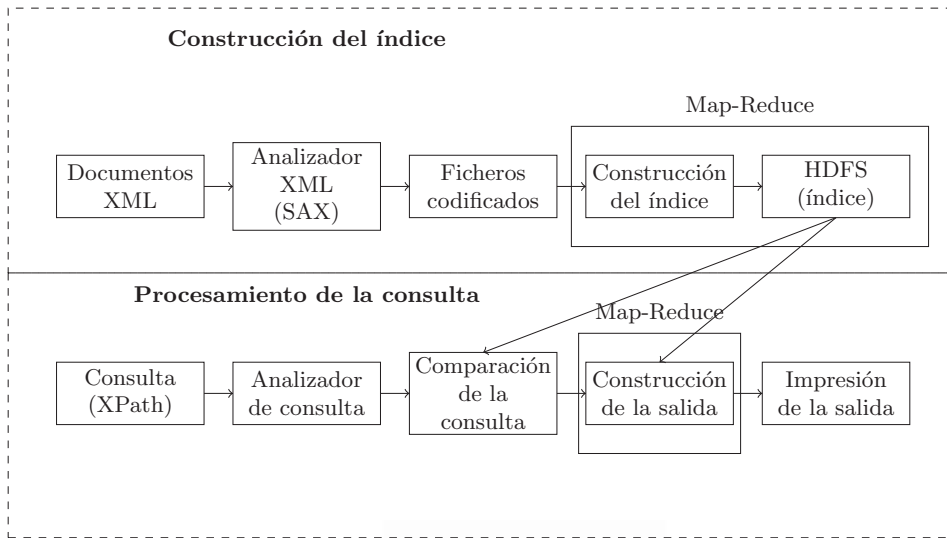 Construcción del índice
Map-Reduce
Documentos
XML
Analizador
XML
(SAX)
Ficheros
codificados
Construcción
del índice
HDFS
(índice)
Procesamiento de la consulta
Map-Reduce
Consulta
(XPath)
Analizador
de consulta
Comparación
de la
consulta
Construcción
de la salida
Impresión
de la salida